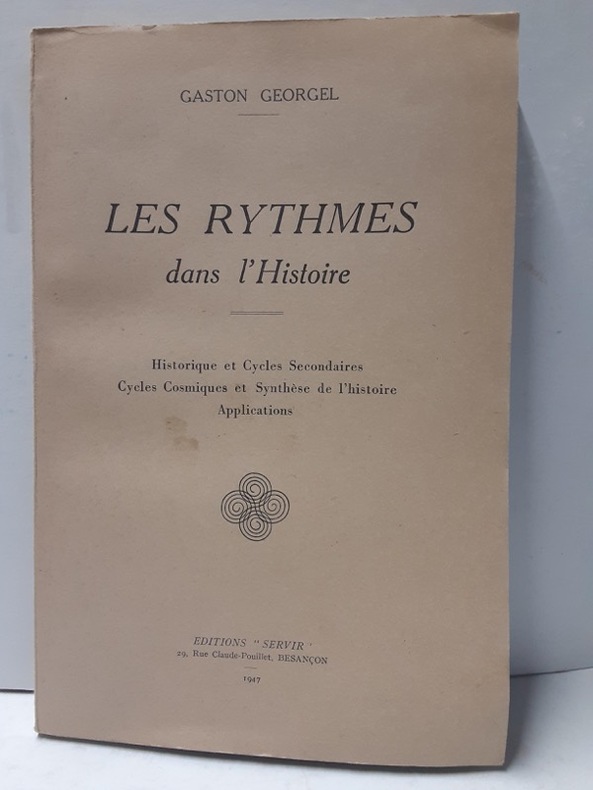 GASTON GEORGEL
LES RYTHMES
dans l'Histoire
Historique et Cycles Secondaires
Cycles Cosmiques et Synthèse de l'histoire
Applications
EDITIONS "SERVIR"
29, Rue Claude-Pouillet, BESANÇON
1947